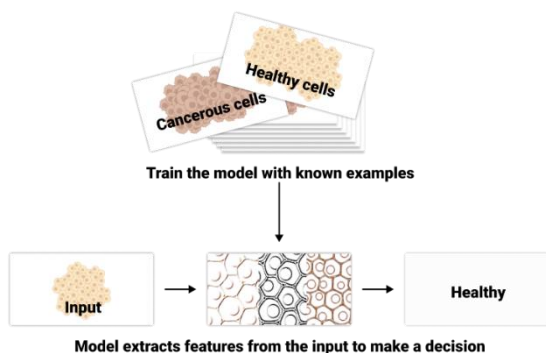 Healthy cells
Cancerous cells
Train the model with known examples
Input
Healthy
Model extracts features from the input to make a decision